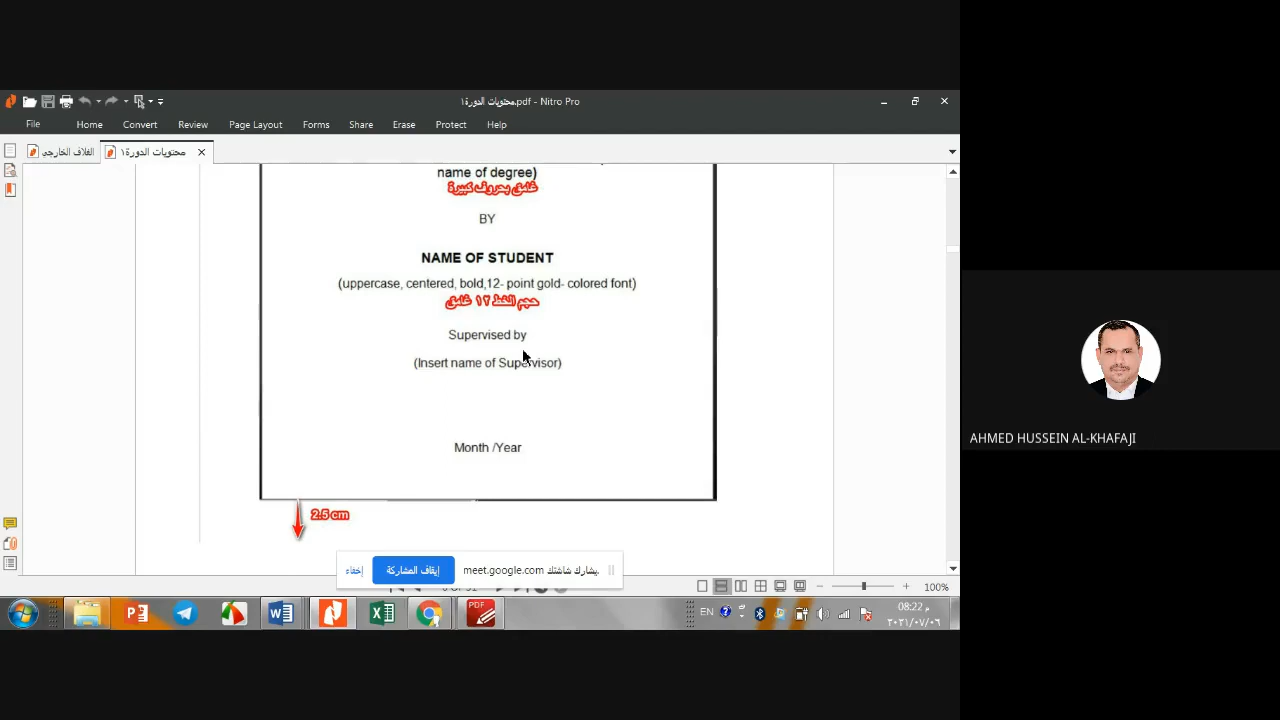 محتويات الدورة١.pdf - Nitro Pro
File Home Convert Review Page Layout Forms Share Erase Protect Help
الغلاف الخارجي
محتويات الدورة١
name of degree)
غامق بحروف كبيرة
BY
NAME OF STUDENT
(uppercase, centered, bold,12- point gold- colored font)
حجم الخط ١٢ غامق
Supervised by
(Insert name of Supervisor)
Month /Year
2.5 cm
meet.google.com يشارك شاشتك.
إيقاف المشاركة
إخفاء
100%
EN
08:22 م
٢٠٢١/٠٧/٠٦
AHMED HUSSEIN AL-KHAFAJI